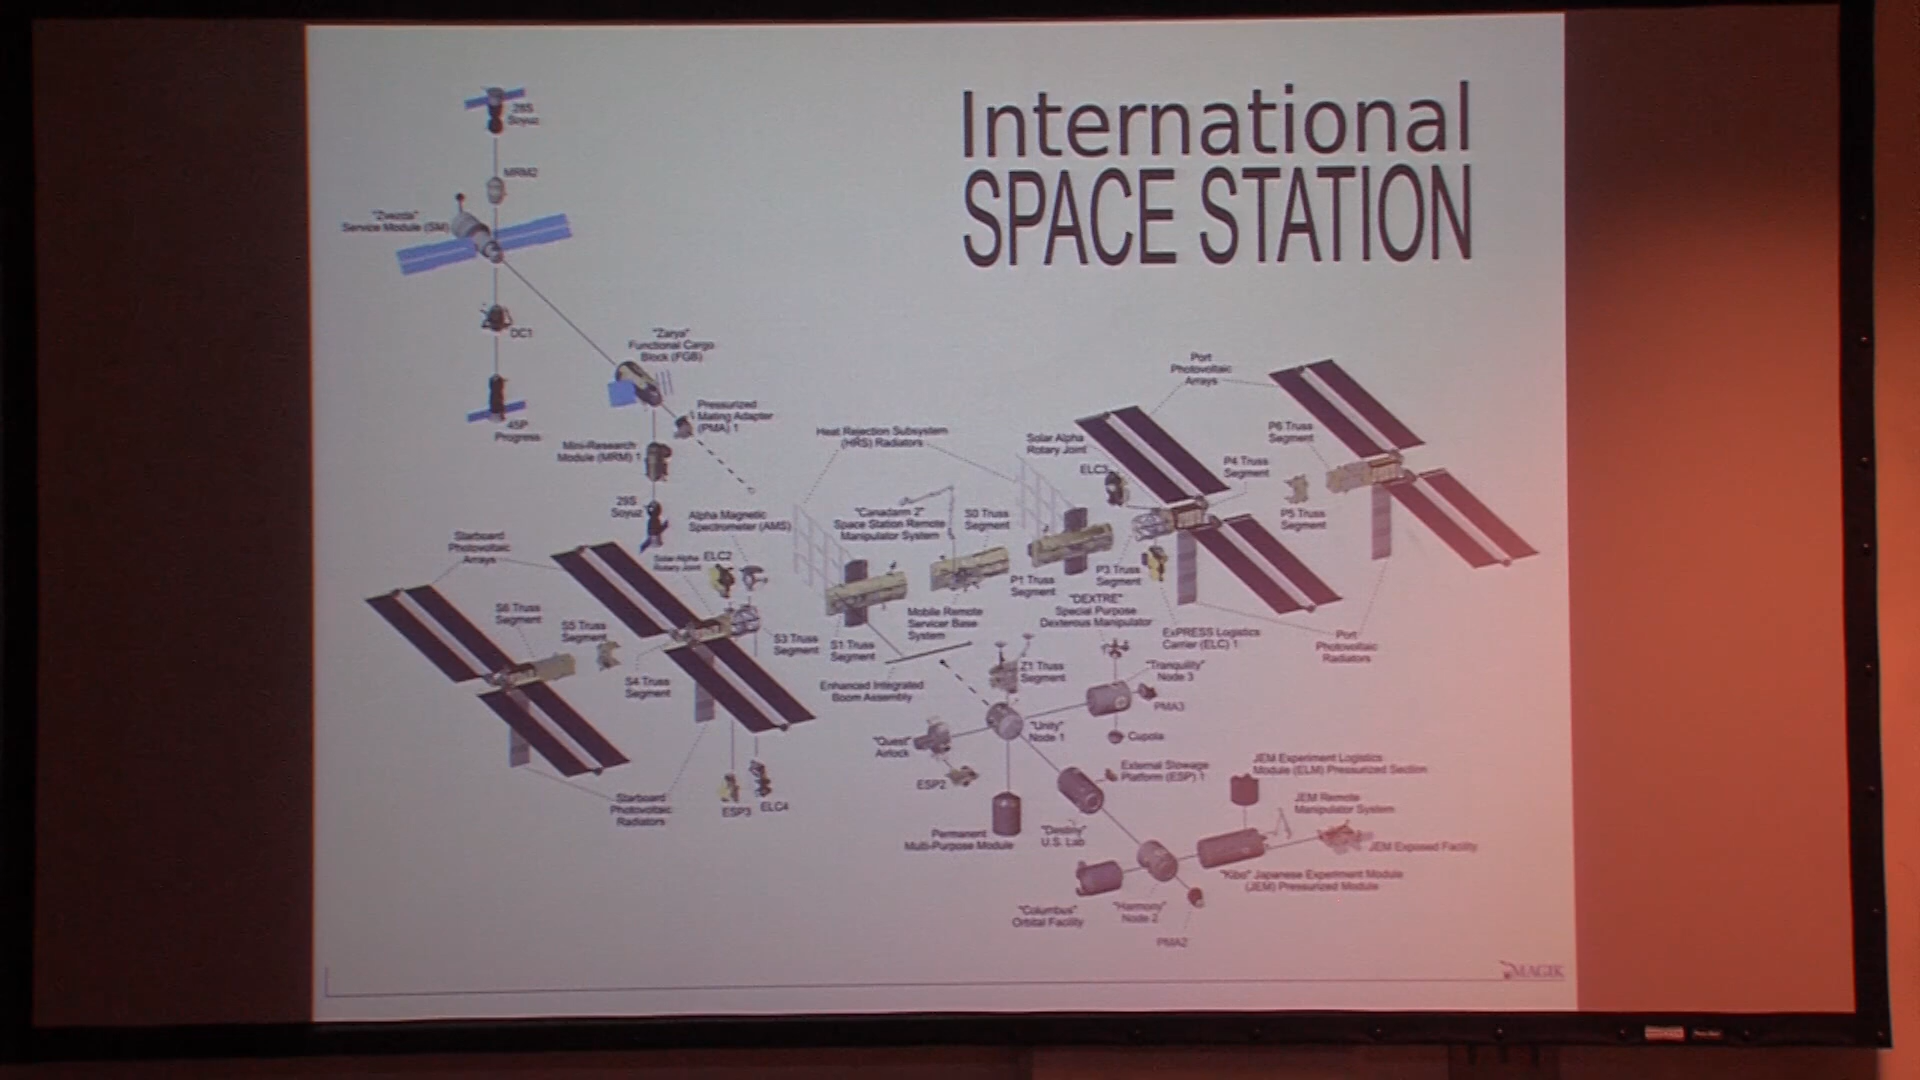 International
SPACE STATION
28S
Soyuz
MRM2
"Zvezda"
Service Module (SM)
DC1
45P
Progress
"Zarya"
Functional Cargo
Block (FGB)
Pressurized
Mating Adapter
(PMA) 1
Mini-Research
Module (MRM) 1
29S
Soyuz
Alpha Magnetic
Spectrometer (AMS)
Heat Rejection Subsystem
(HRS) Radiators
"Canadarm 2"
Space Station Remote
Manipulator System
S0 Truss
Segment
Solar Alpha
Rotary Joint
ELC3
Port
Photovoltaic
Arrays
P6 Truss
Segment
P4 Truss
Segment
P5 Truss
Segment
Starboard
Photovoltaic
Arrays
Solar Alpha
Rotary Joint
ELC2
S6 Truss
Segment
S5 Truss
Segment
S4 Truss
Segment
S3 Truss
Segment
S1 Truss
Segment
Mobile Remote
Servicer Base
System
P1 Truss
Segment
P3 Truss
Segment
"DEXTRE"
Special Purpose
Dexterous Manipulator
ExPRESS Logistics
Carrier (ELC) 1
Port
Photovoltaic
Radiators
Enhanced Integrated
Boom Assembly
Z1 Truss
Segment
"Tranquility"
Node 3
PMA3
Cupola
"Unity"
Node 1
"Quest"
Airlock
ESP2
Starboard
Photovoltaic
Radiators
ESP3
ELC4
External Stowage
Platform (ESP) 1
JEM Experiment Logistics
Module (ELM) Pressurized Section
JEM Remote
Manipulator System
Permanent
Multi-Purpose Module
"Destiny"
U.S. Lab
JEM Exposed Facility
"Kibo" Japanese Experiment Module
(JEM) Pressurized Module
"Columbus"
Orbital Facility
"Harmony"
Node 2
PMA2
MAGIK